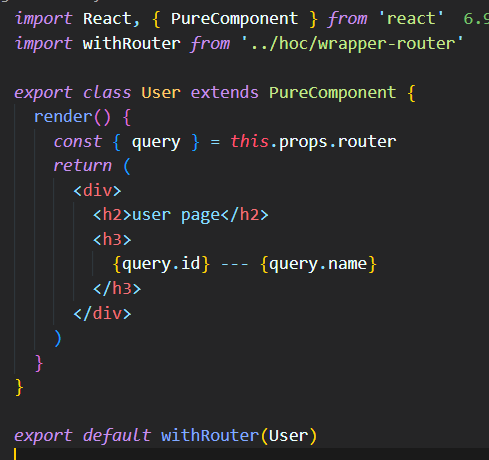 import React, { PureComponent } from 'react' 6.9
import withRouter from '../hoc/wrapper-router'
export class User extends PureComponent {
render() {
const { query } = this.props.router
return (
<div>
<h2>user page</h2>
<h3>
{query.id} --- {query.name}
</h3>
</div>
)
}
}
export default withRouter(User)